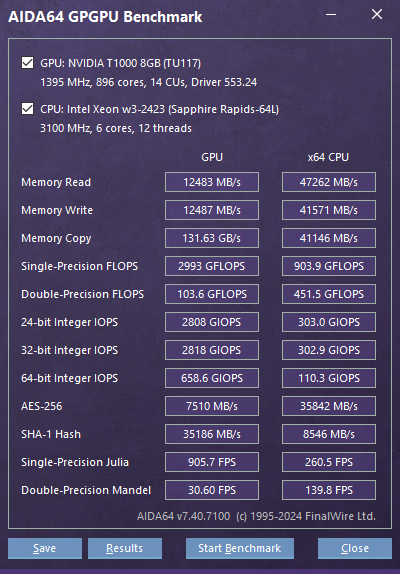 AIDA64 GPGPU Benchmark
GPU: NVIDIA T1000 8GB (TU117)
1395 MHz, 896 cores, 14 CUs, Driver 553.24
CPU: Intel Xeon w3-2423 (Sapphire Rapids-64L)
3100 MHz, 6 cores, 12 threads
GPU x64 CPU
Memory Read 12483 MB/s 47262 MB/s
Memory Write 12487 MB/s 41571 MB/s
Memory Copy 131.63 GB/s 41146 MB/s
Single-Precision FLOPS 2993 GFLOPS 903.9 GFLOPS
Double-Precision FLOPS 103.6 GFLOPS 451.5 GFLOPS
24-bit Integer IOPS 2808 GIOPS 303.0 GIOPS
32-bit Integer IOPS 2818 GIOPS 302.9 GIOPS
64-bit Integer IOPS 658.6 GIOPS 110.3 GIOPS
AES-256 7510 MB/s 35842 MB/s
SHA-1 Hash 35186 MB/s 8546 MB/s
Single-Precision Julia 905.7 FPS 260.5 FPS
Double-Precision Mandel 30.60 FPS 139.8 FPS
AIDA64 v7.40.7100 (c) 1995-2024 FinalWire Ltd.
Save Results Start Benchmark Close